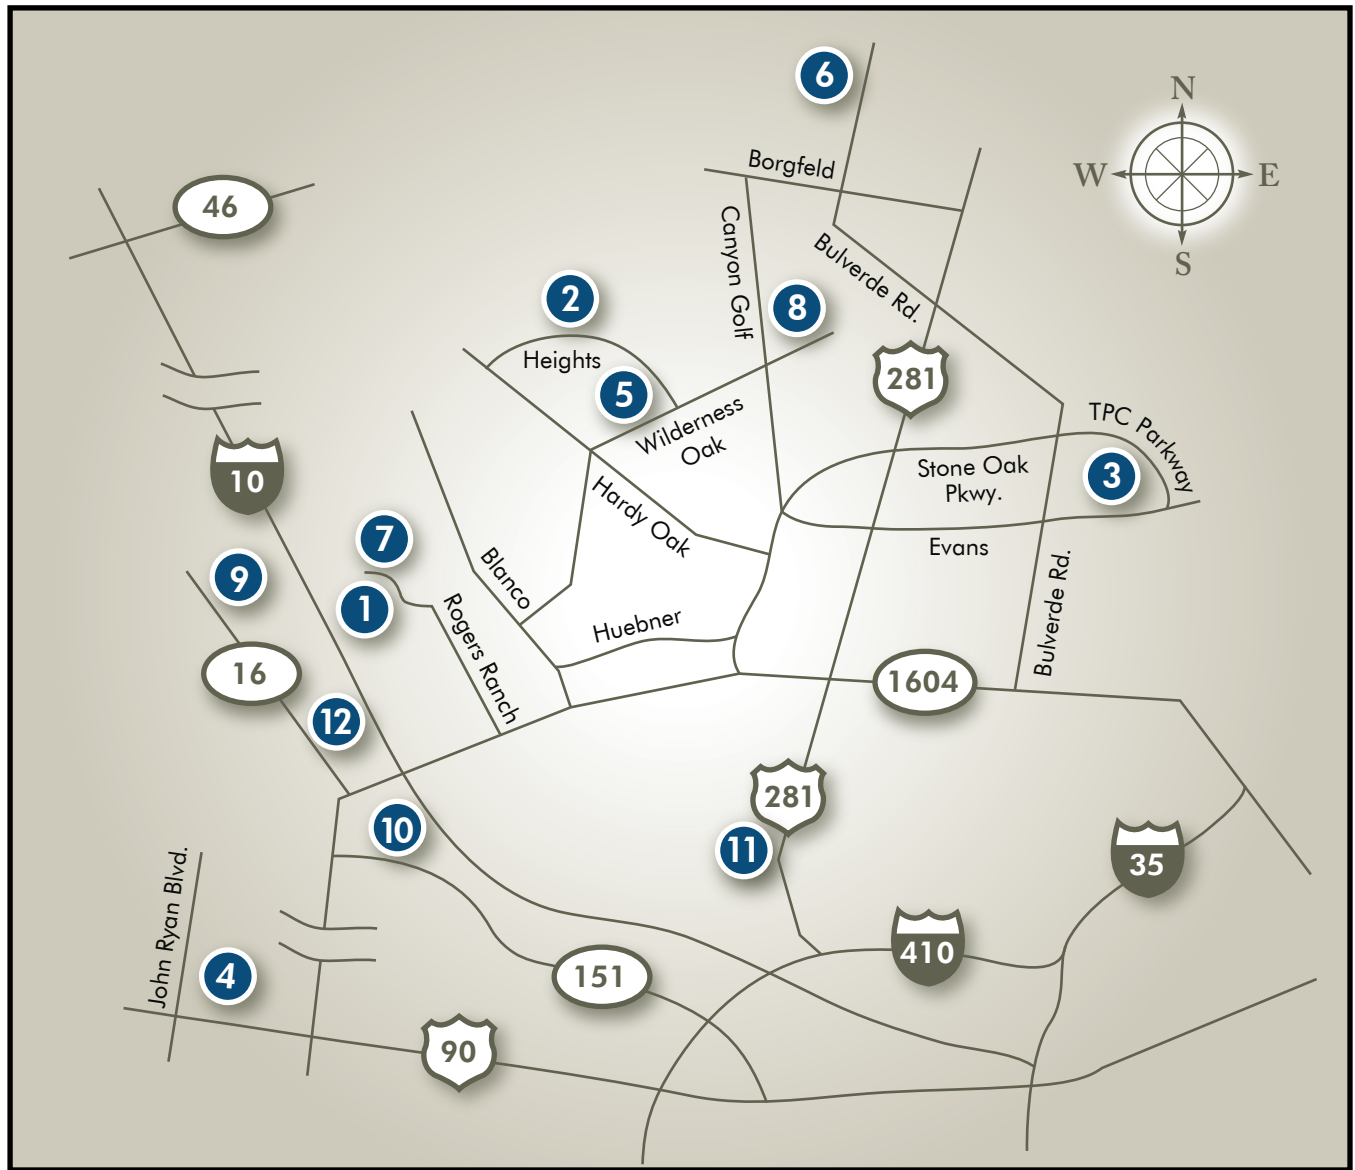 6
N
W
E
S
Borgfeld
46
Canyon Golf
Bulverde Rd.
2
8
Heights
281
5
Wilderness
Oak
TPC Parkway
10
Stone Oak
Pkwy.
3
Hardy Oak
7
Evans
9
Blanco
1
Rogers Ranch
Huebner
Bulverde Rd.
16
1604
12
281
10
11
35
John Ryan Blvd.
410
4
151
90